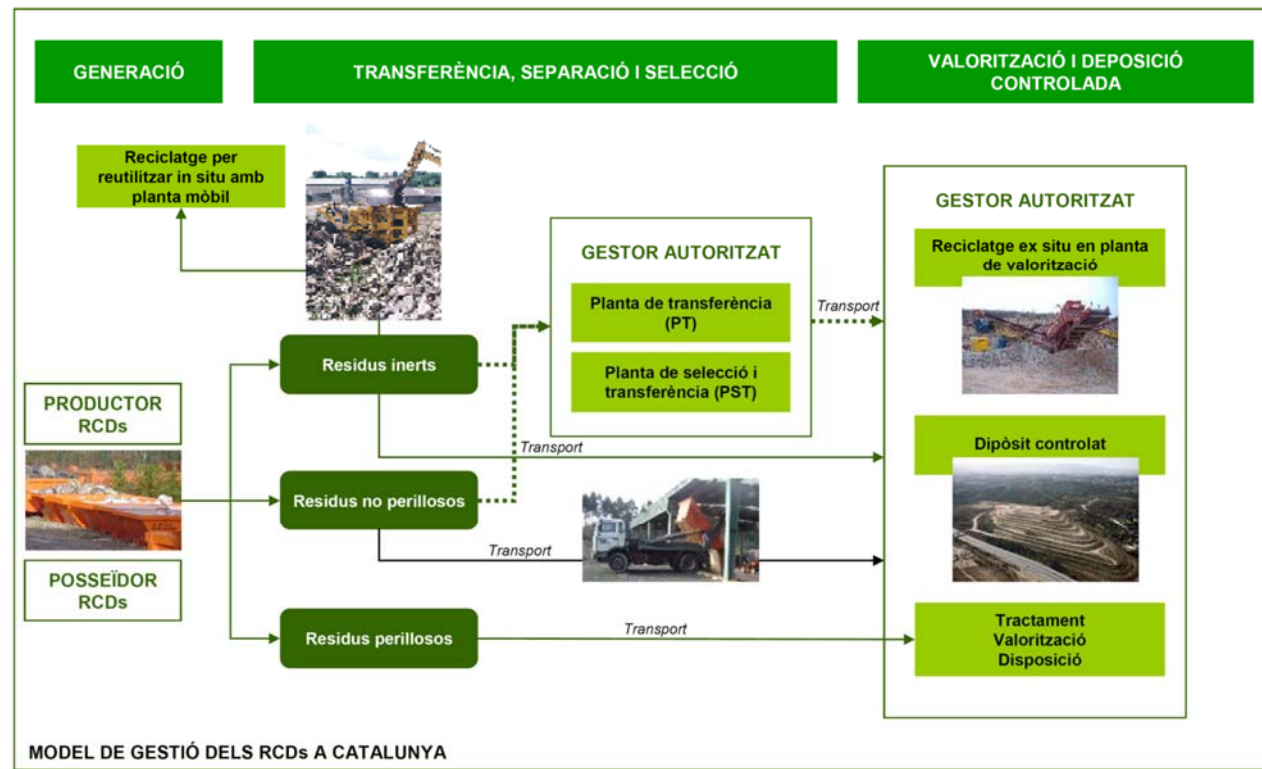 GENERACIÓ
TRANSFERÈNCIA, SEPARACIÓ I SELECCIÓ
VALORITZACIÓ I DEPOSICIÓ
CONTROLADA
Reciclatge per
reutilitzar in situ amb
planta mòbil
GESTOR AUTORITZAT
Planta de transferència
(PT)
Planta de selecció i
transferència (PST)
Transport
GESTOR AUTORITZAT
Reciclatge ex situ en planta
de valorització
Residus inerts
PRODUCTOR
RCDs
Transport
Dipòsit controlat
Residus no perillosos
Transport
POSSEÏDOR
RCDs
Residus perillosos
Transport
Tractament
Valorització
Disposició
MODEL DE GESTIÓ DELS RCDs A CATALUNYA